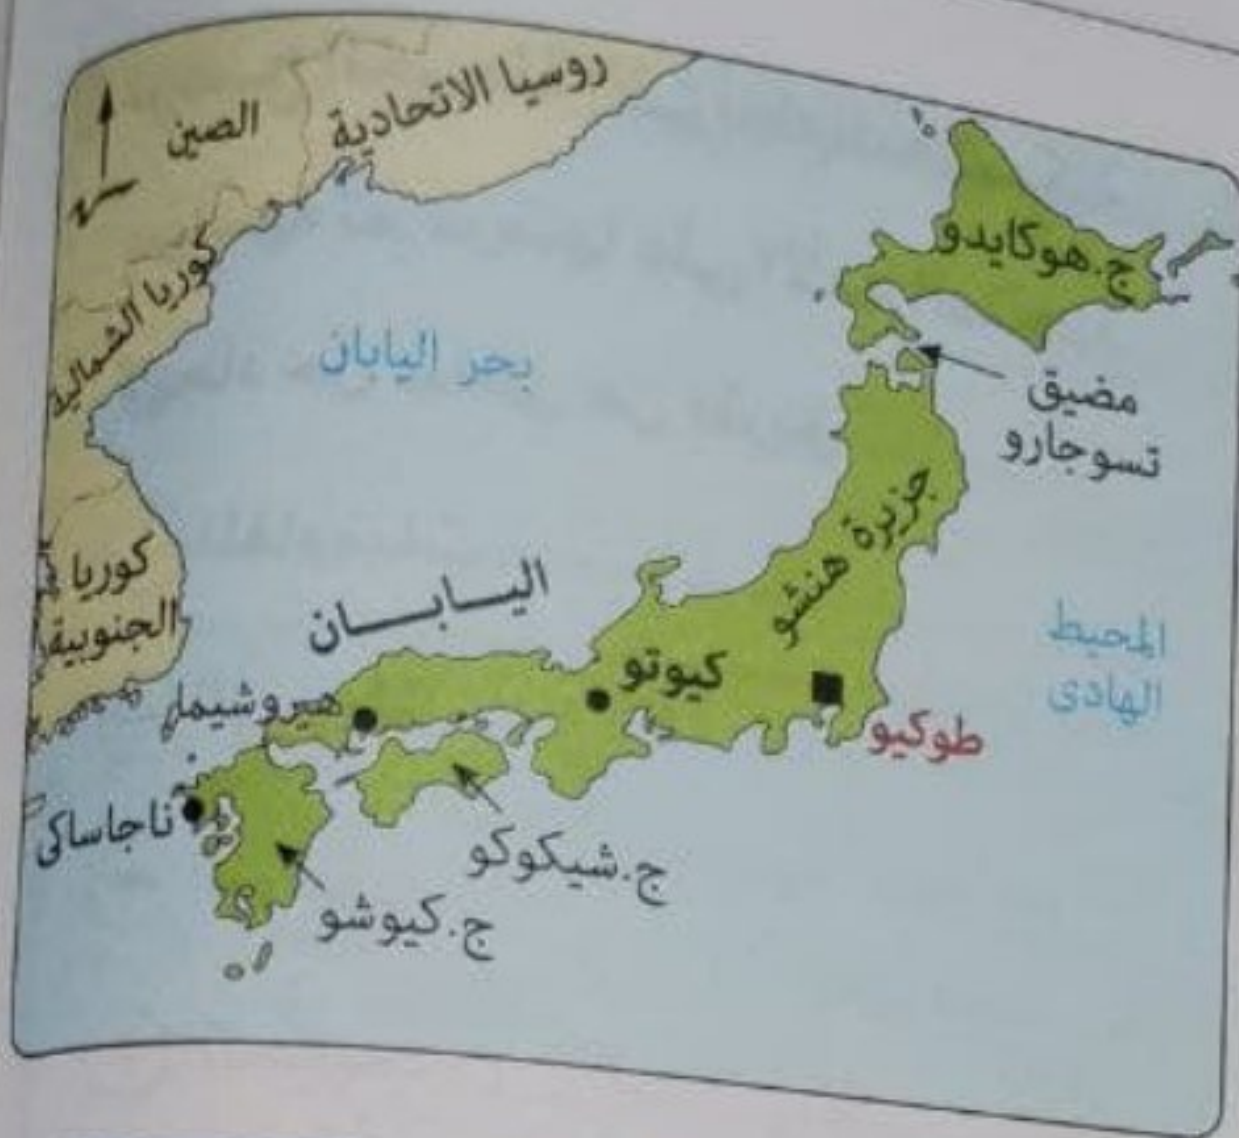 روسيا الاتحادية
الصين
ج.هوكايدو
كوريا الشمالية
بحر اليابان
مضيق
تسوجارو
جزيرة هنشو
كوريا
الجنوبية
اليـابـــان
المحيط
الهادى
كيوتو
هيروشيما
طوكيو
ناجاساكى
ج.شيكوكو
ج.كيوشو